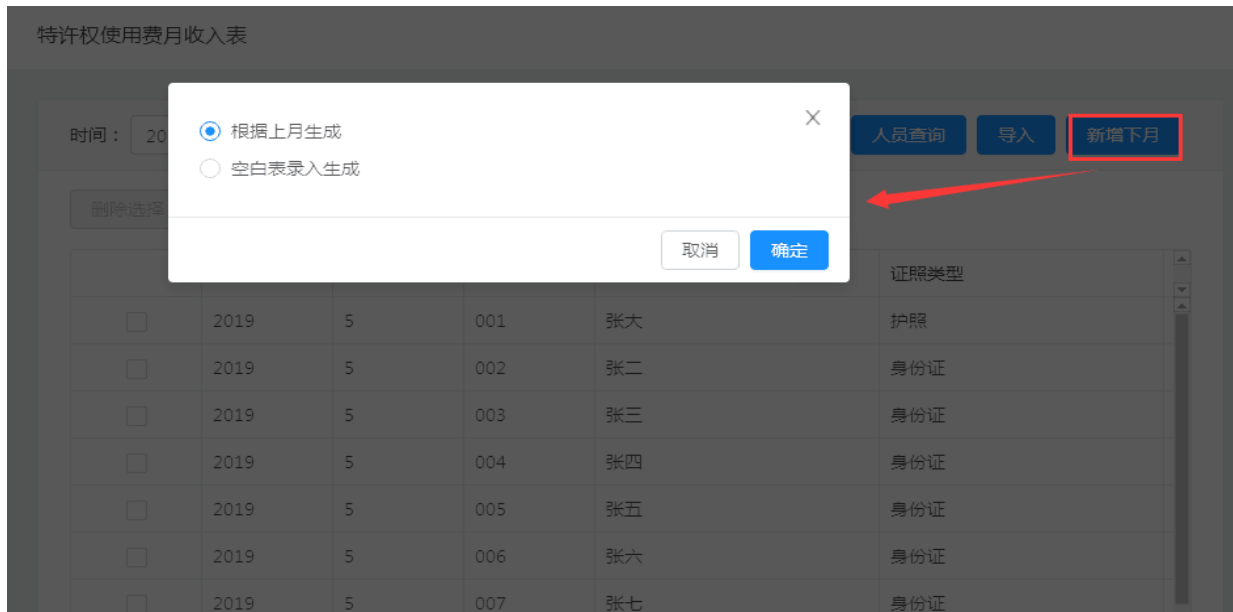 特许权使用费月收入表
根据上月生成
时间： 20 人员查询 导入 新增下月
空白表录入生成
删除选择
取消 确定
证照类型
2019 5 001 张大 护照
2019 5 002 张二 身份证
2019 5 003 张三 身份证
2019 5 004 张四 身份证
2019 5 005 张五 身份证
2019 5 006 张六 身份证
2019 5 007 张七 身份证